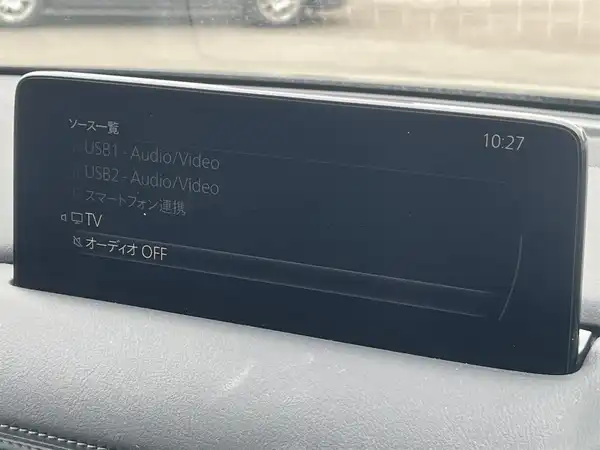 ソース一覧
10:27
USB1 - Audio/Video
USB2 - Audio/Video
スマートフォン連携
TV
オーディオ OFF